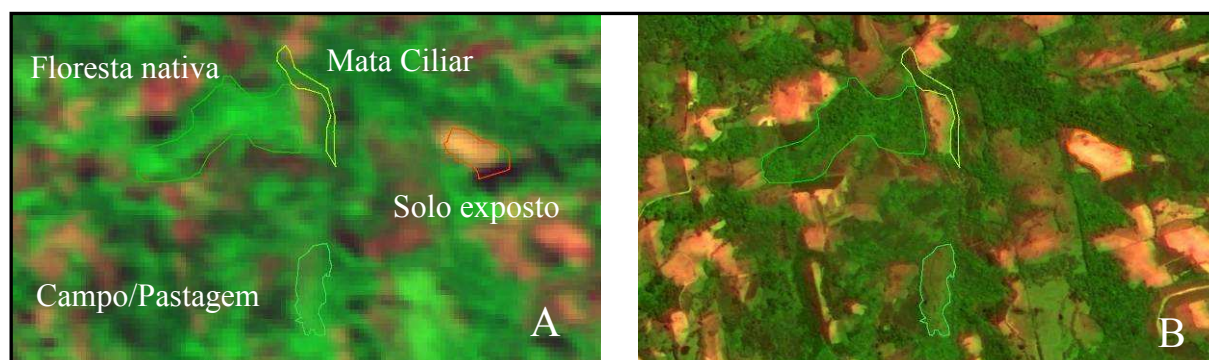 Floresta nativa
Mata Ciliar
Solo exposto
Campo/Pastagem
A
B